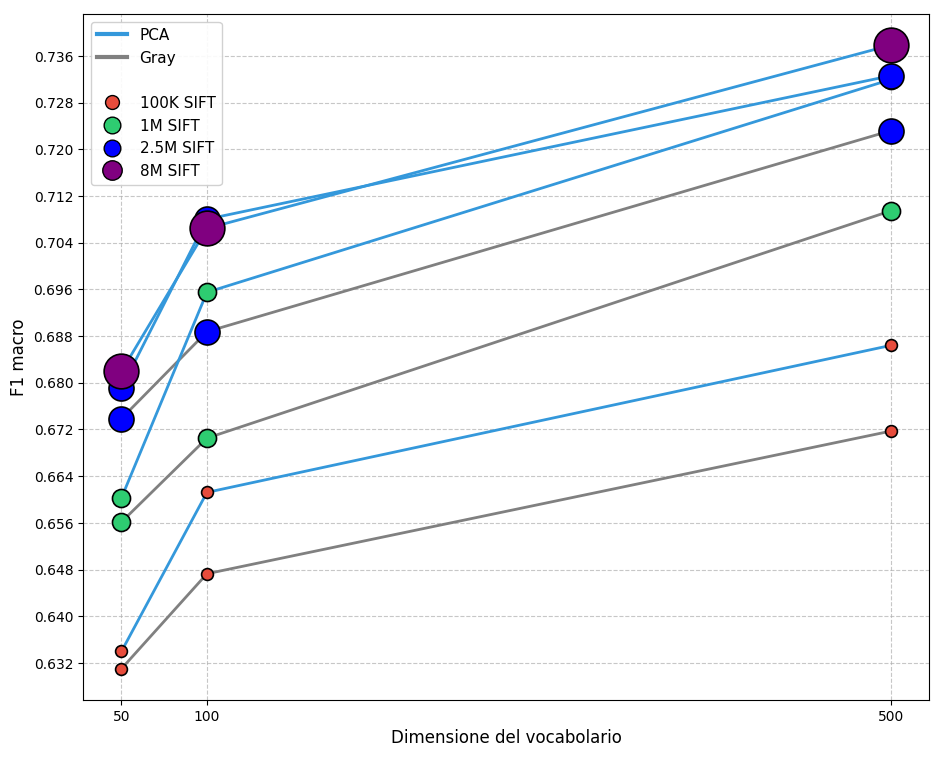 PCA
Gray
100K SIFT
1M SIFT
2.5M SIFT
8M SIFT
0.736
0.728
0.720
0.712
0.704
0.696
0.688
0.680
0.672
0.664
0.656
0.648
0.640
0.632
F1 macro
50 100 500
Dimensione del vocabolario